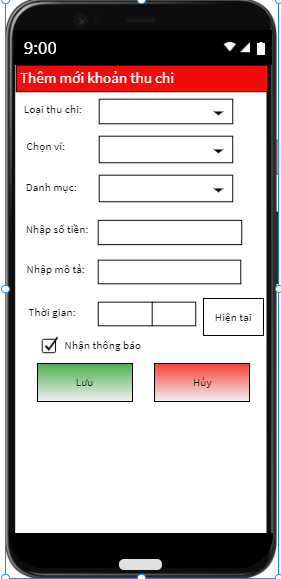 9:00
Thêm mới khoản thu chi
Loại thu chi:
Chọn ví:
Danh mục:
Nhập số tiền:
Nhập mô tả:
Thời gian:
Hiện tại
Nhận thông báo
Lưu
Hủy